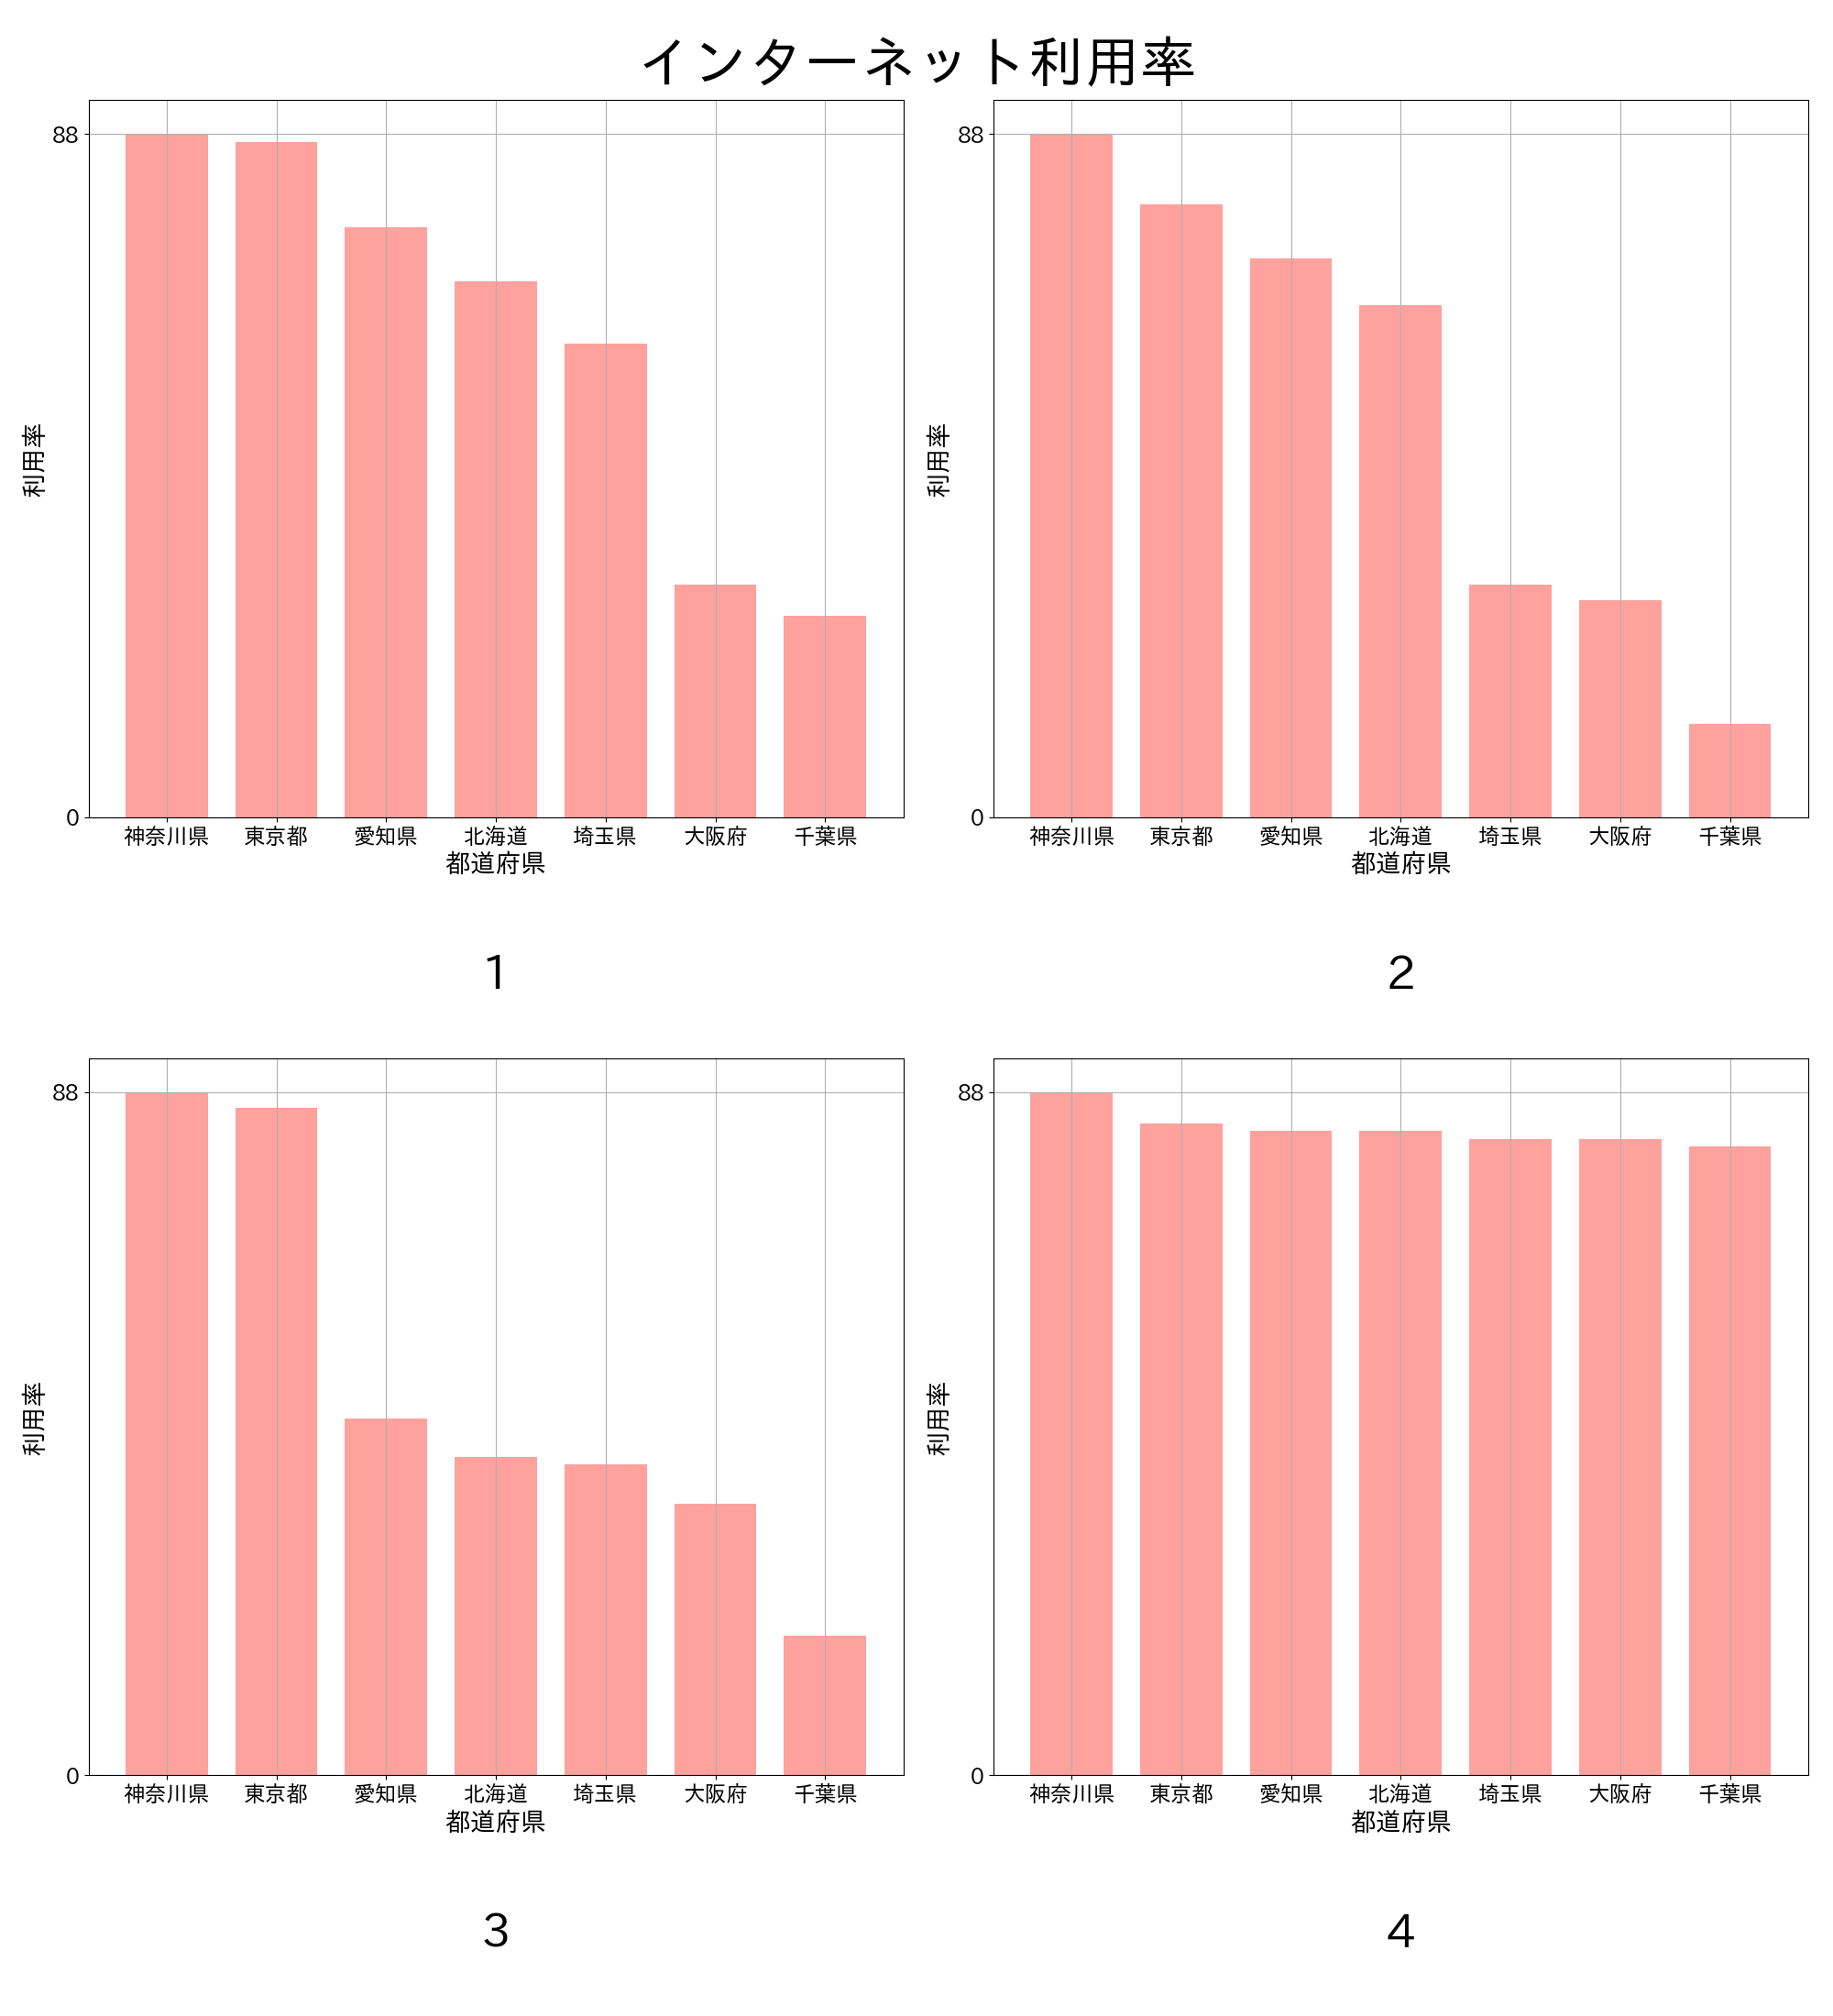 インターネット利用率
88
0
利用率
神奈川県 東京都 愛知県 北海道 埼玉県 大阪府 千葉県
都道府県
1
88
0
利用率
神奈川県 東京都 愛知県 北海道 埼玉県 大阪府 千葉県
都道府県
2
88
0
利用率
神奈川県 東京都 愛知県 北海道 埼玉県 大阪府 千葉県
都道府県
3
88
0
利用率
神奈川県 東京都 愛知県 北海道 埼玉県 大阪府 千葉県
都道府県
4